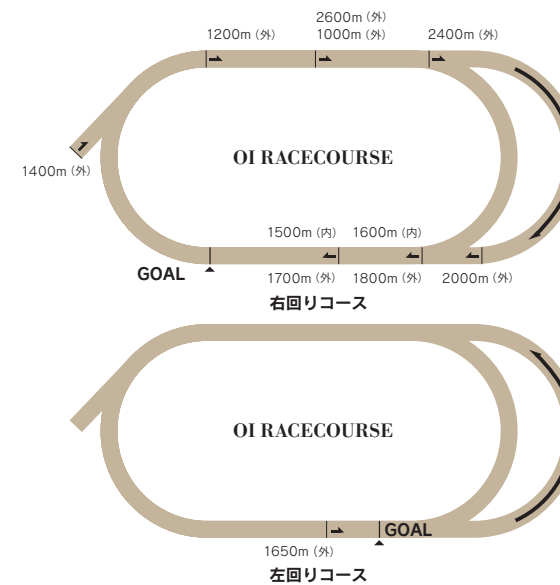 2600m（外）
1200m（外）
1000m（外）
2400m（外）
OI RACECOURSE
1400m（外）
1500m（内）
1600m（内）
GOAL
1700m（外）
1800m（外）
2000m（外）
右回りコース
OI RACECOURSE
GOAL
1650m（外）
左回りコース